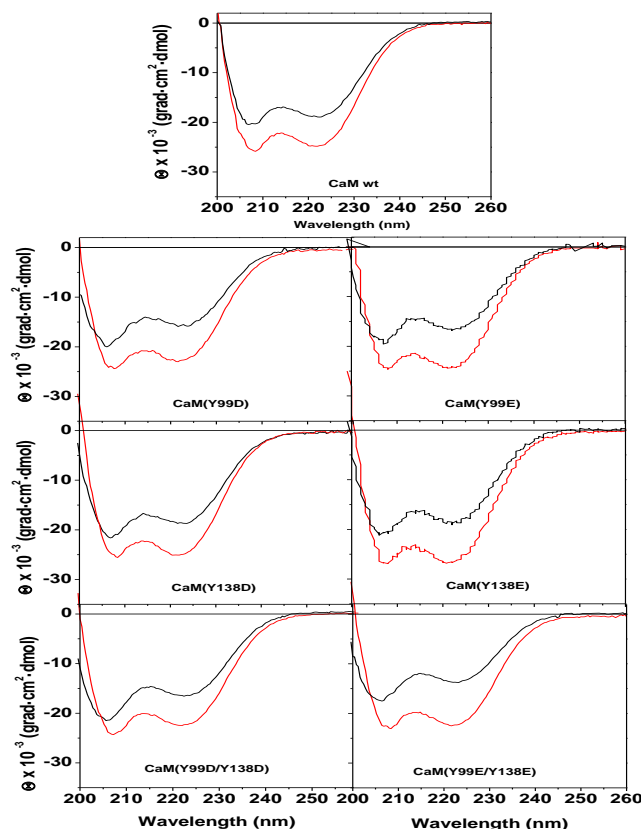 0
-10
-20
-30
Θ x 10⁻³ (grad·cm²·dmol)
CaM wt
200 210 220 230 240 250 260
Wavelength (nm)
0
-10
-20
-30
Θ x 10⁻³ (grad·cm²·dmol)
CaM(Y99D) CaM(Y99E)
0
-10
-20
-30
Θ x 10⁻³ (grad·cm²·dmol)
CaM(Y138D) CaM(Y138E)
0
-10
-20
-30
Θ x 10⁻³ (grad·cm²·dmol)
CaM(Y99D/Y138D) CaM(Y99E/Y138E)
200 210 220 230 240 250 200 210 220 230 240 250 260
Wavelength (nm) Wavelength (nm)